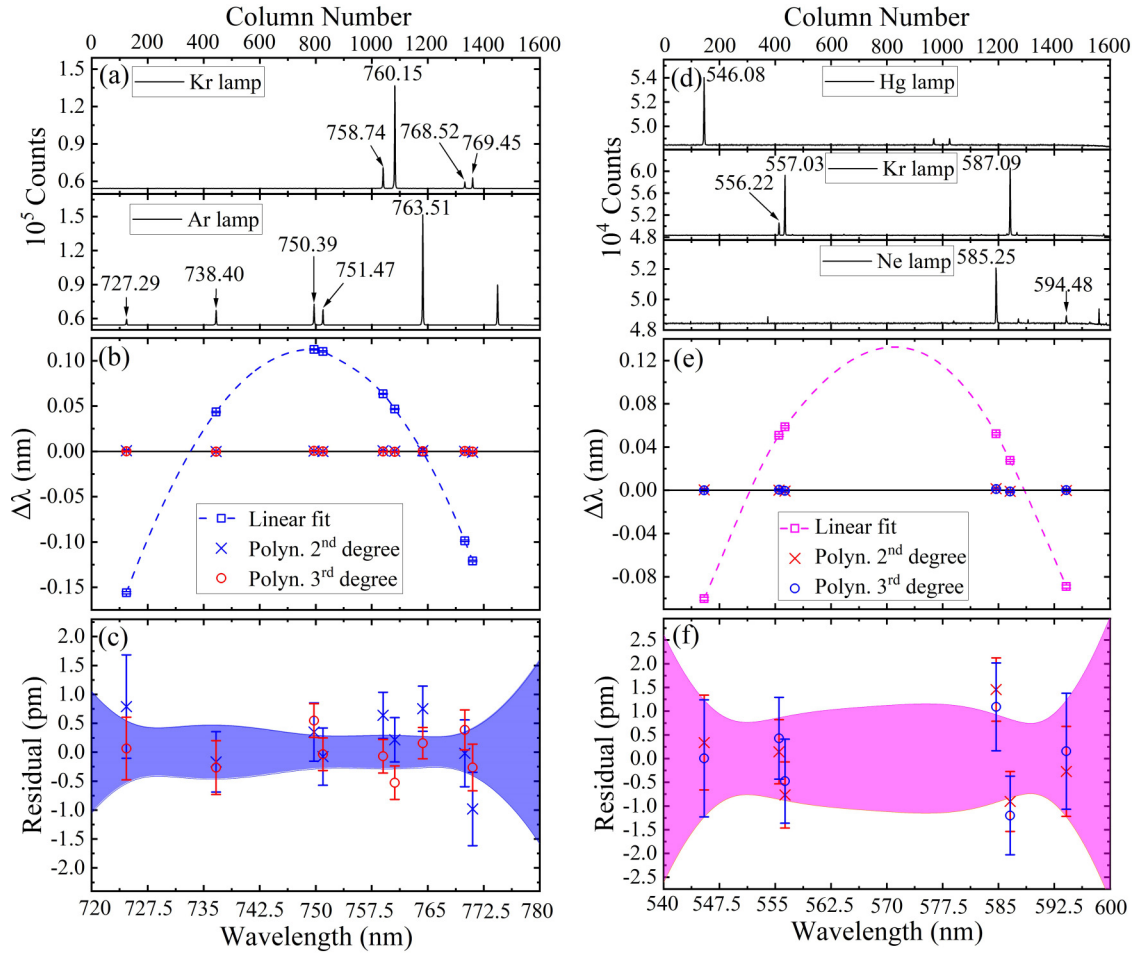 Column Number
0 200 400 600 800 1000 1200 1400 1600
(a)
Kr lamp
760.15
758.74
768.52
769.45
1.5
1.2
0.9
0.6
10⁵ Counts
Ar lamp
763.51
750.39
751.47
738.40
727.29
1.5
1.2
0.9
0.6
(b)
0.10
0.05
0.00
-0.05
-0.10
-0.15
Δλ (nm)
Linear fit
Polyn. 2ⁿᵈ degree
Polyn. 3ʳᵈ degree
(c)
2.0
1.5
1.0
0.5
0.0
-0.5
-1.0
-1.5
-2.0
Residual (pm)
720 727.5 735 742.5 750 757.5 765 772.5 780
Wavelength (nm)
Column Number
0 200 400 600 800 1000 1200 1400 1600
(d)
546.08
Hg lamp
5.4
5.0
557.03
587.09
Kr lamp
556.22
6.0
5.6
5.2
4.8
10⁴ Counts
585.25
Ne lamp
594.48
5.2
4.8
(e)
0.12
0.08
0.04
0.00
-0.04
-0.08
Δλ (nm)
Linear fit
Polyn. 2ⁿᵈ degree
Polyn. 3ʳᵈ degree
(f)
2.5
2.0
1.5
1.0
0.5
0.0
-0.5
-1.0
-1.5
-2.0
-2.5
Residual (pm)
540 547.5 555 562.5 570 577.5 585 592.5 600
Wavelength (nm)